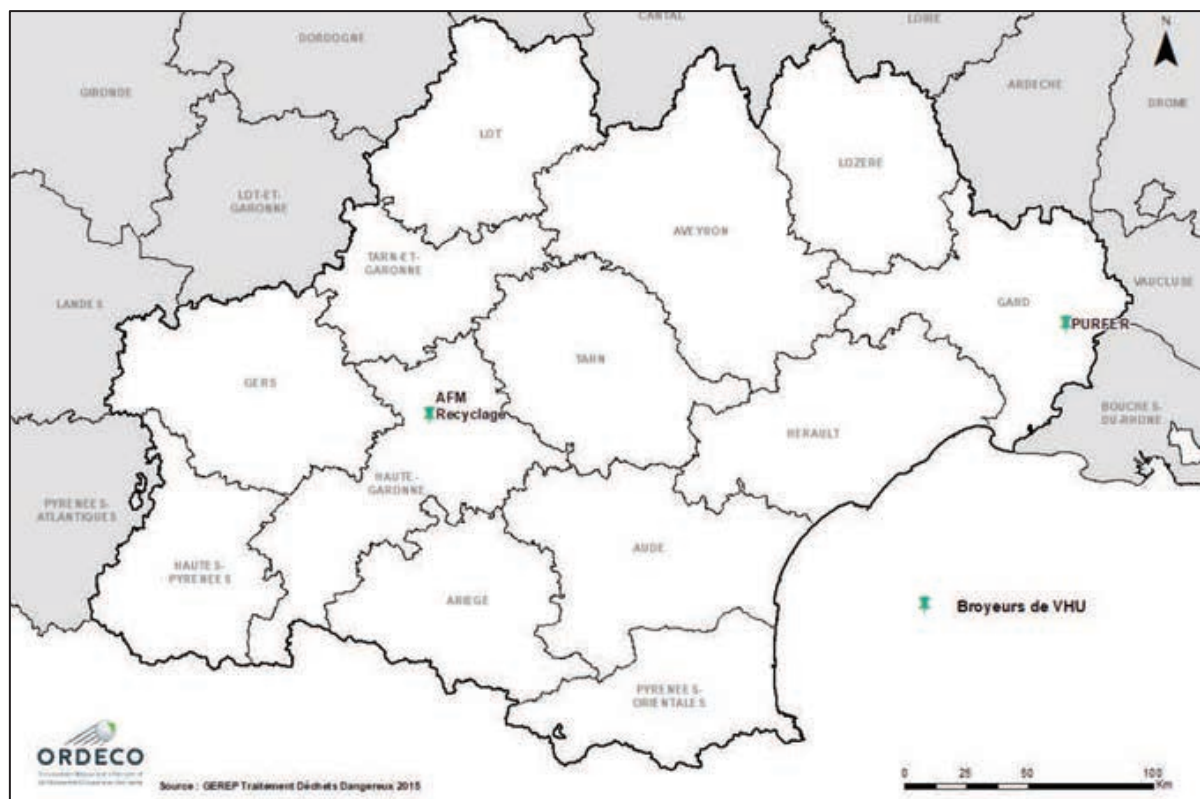 CANTAL
LOIRE
DORDOGNE
N
GIRONDE
ARDECHE
DROME
LOT
LOZERE
LOT-ET-
GARONNE
AVEYRON
TARN-ET-
GARONNE
VAUCLUSE
LANDES
GARD
PURFER
TARN
GERS
AFM
Recyclage
BOUCHES-
DU-RHONE
HERAULT
HAUTE-
GARONNE
PYRENEES-
ATLANTIQUES
AUDE
HAUTES-
PYRENEES
ARIEGE
Broyeurs de VHU
PYRENEES-
ORIENTALES
ORDECO
Source : GEREP Traitement Déchets Dangereux 2015
0 25 50 100
Km